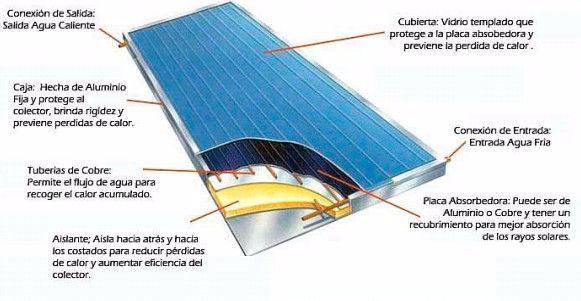 Conexión de Salida:
Salida Agua Caliente
Cubierta: Vidrio templado que
protege a la placa absobedora y
previene la perdida de calor .
Caja:  Hecha de Aluminio
Fija y protege al
colector, brinda rigídez y
previene perdidas de calor.
Conexión de Entrada:
Entrada Agua Fria
Tuberias de Cobre:
Permite el flujo de agua para
recoger el calor acumulado.
Placa Absorbedora: Puede ser de
Aluminio o Cobre y tener un
recubrimiento para mejor absorción
de los rayos solares.
Aislante; Aisla hacia atrás y hacia
los costados para reducir pérdidas
de calor y aumentar eficiencia del
colector.